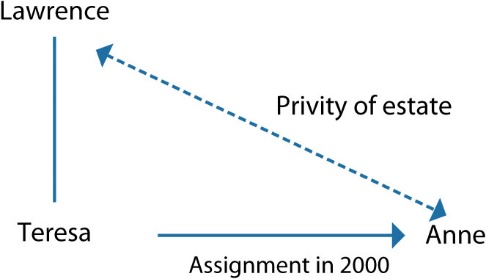 Lawrence
Privity of estate
Teresa
Anne
Assignment in 2000